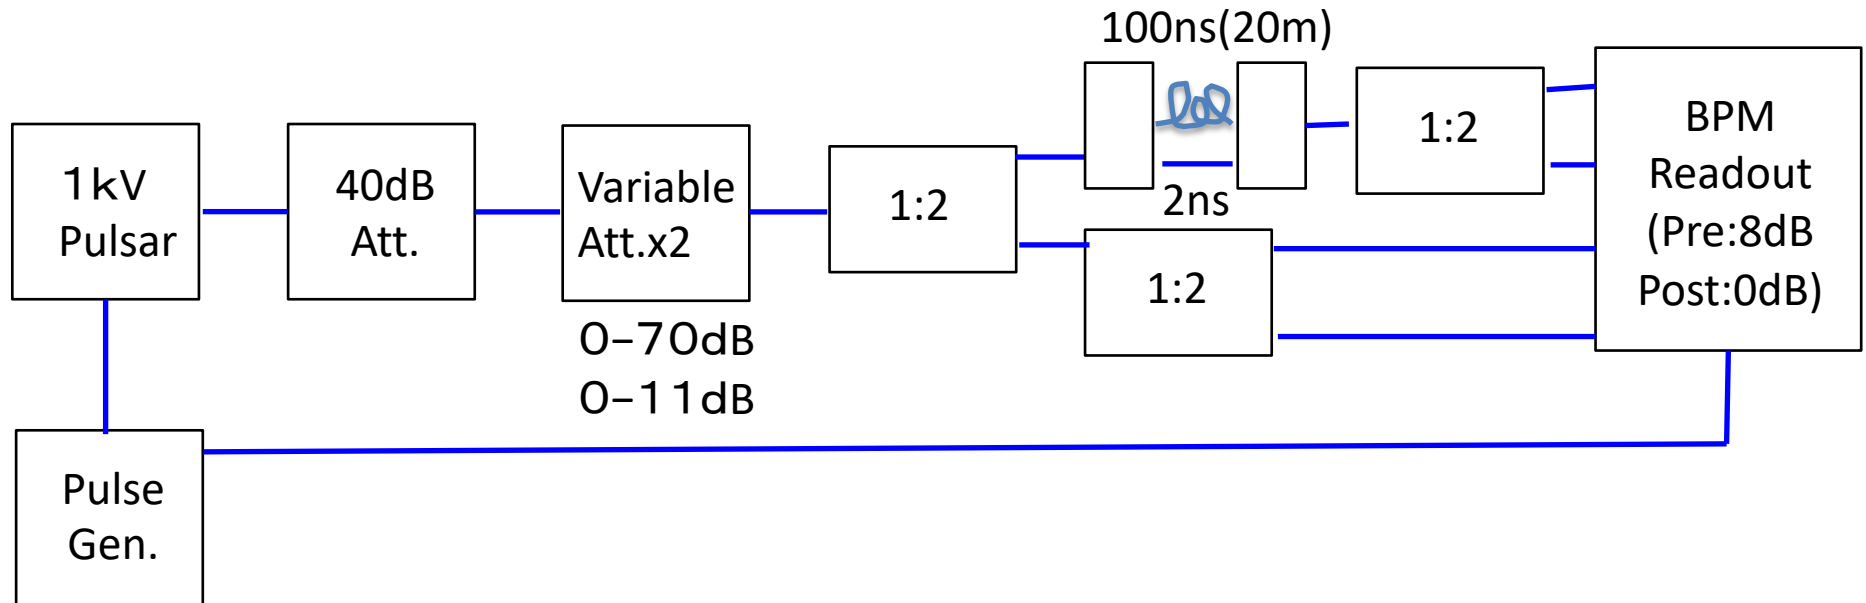 100ns(20m)
1kV
Pulsar
40dB
Att.
Variable
Att.x2
1:2
2ns
1:2
1:2
BPM
Readout
(Pre:8dB
Post:0dB)
0-70dB
0-11dB
Pulse
Gen.